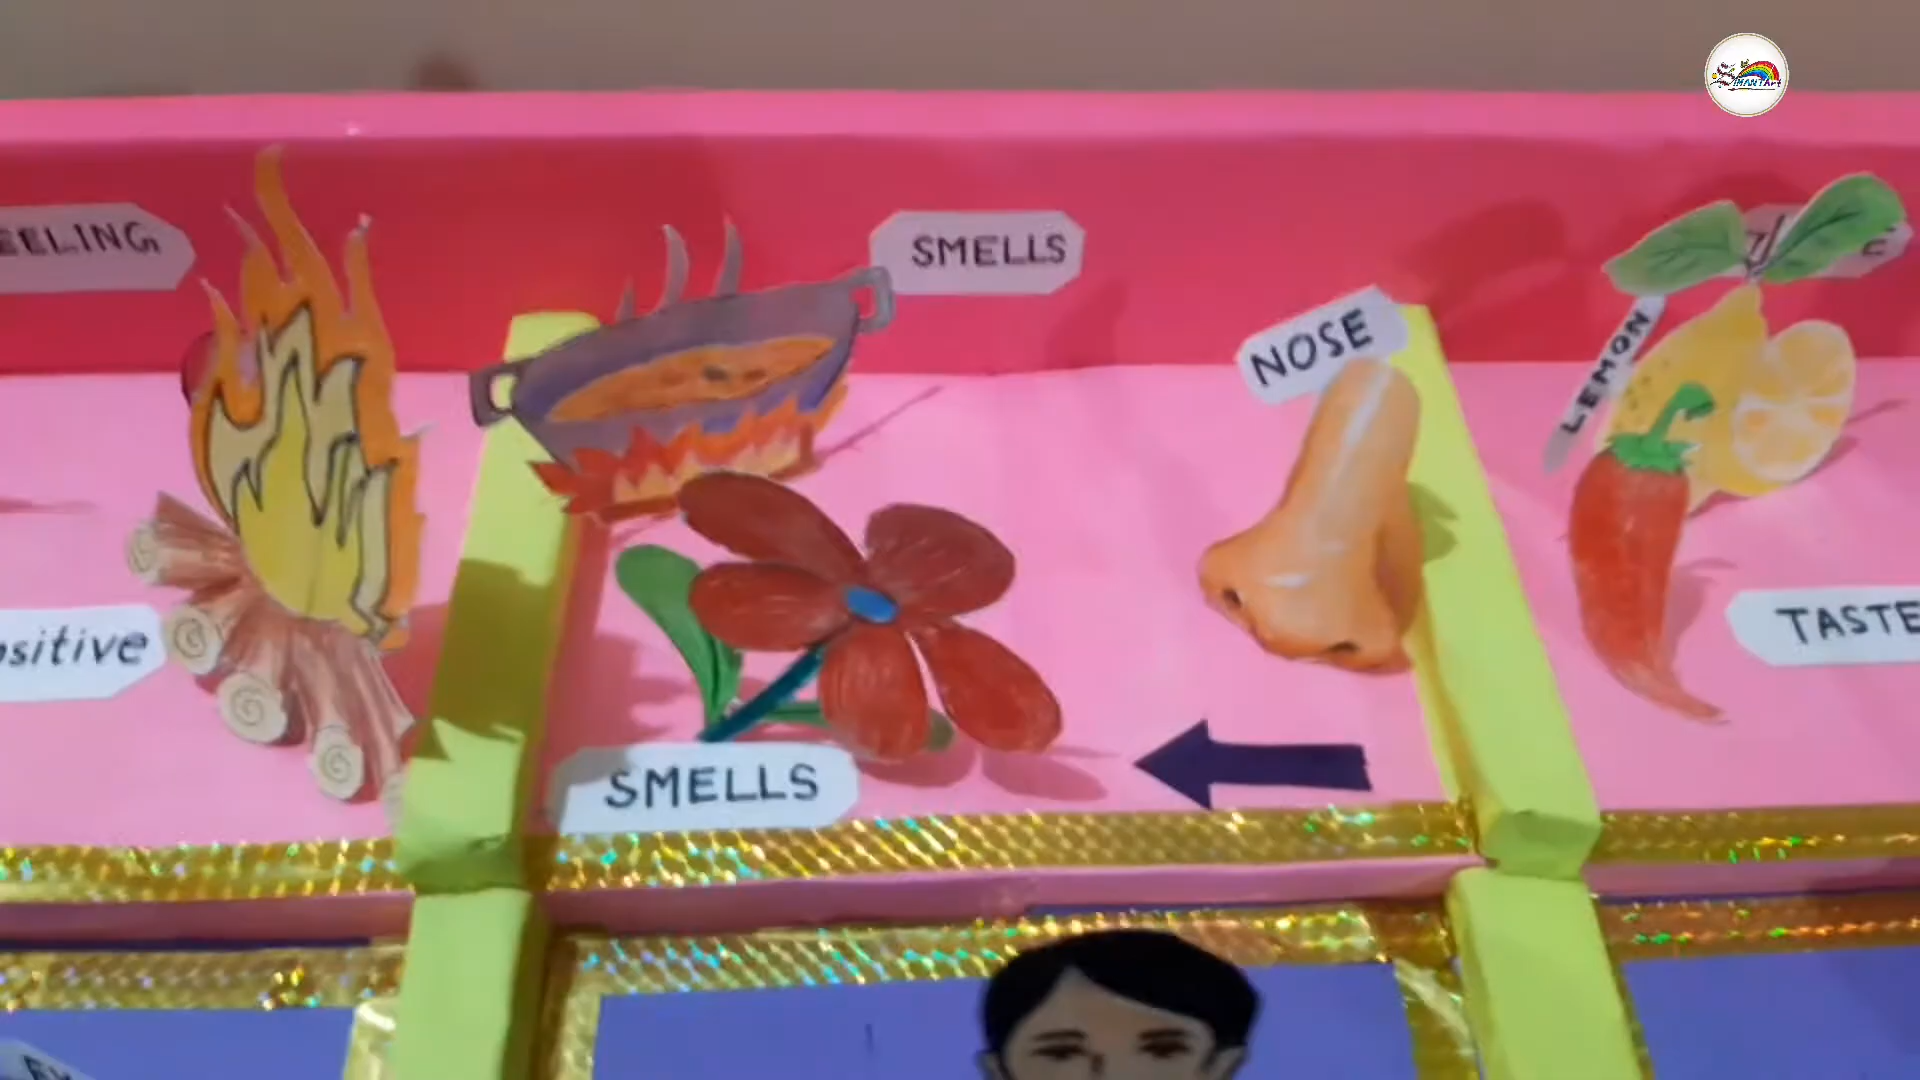 EELING
SMELLS
NOSE
LEMON
TASTE
sitive
SMELLS